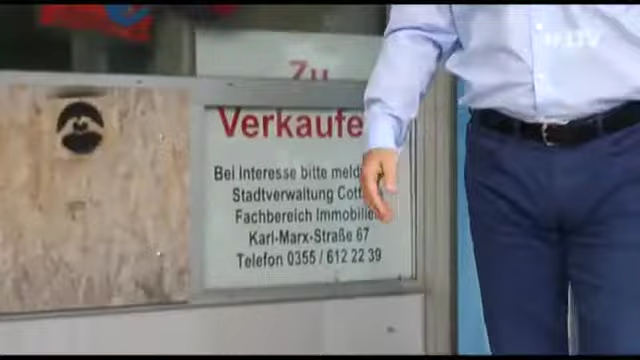 Zu
Verkaufe
Bei Interesse bitte meld
Stadtverwaltung Cott
Fachbereich Immobilie
Karl-Marx-Straße 67
Telefon 0355 / 612 22 39